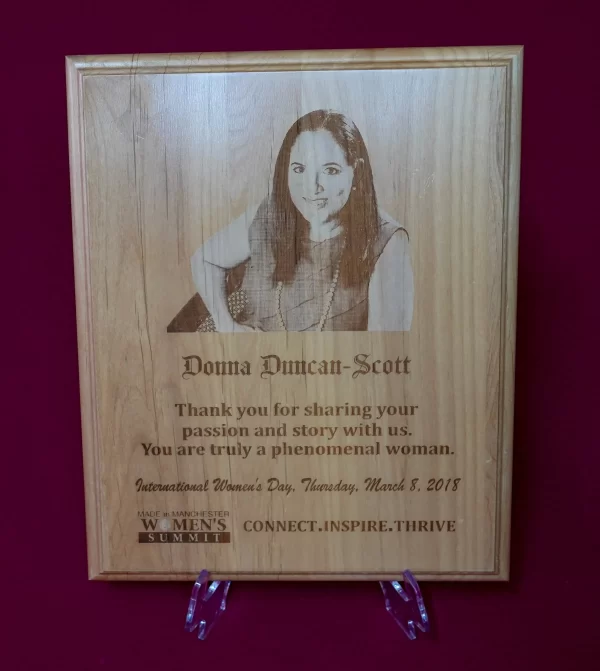 Donna Duncan-Scott
Thank you for sharing your
passion and story with us.
You are truly a phenomenal woman.
International Women's Day, Thursday, March 8, 2018
MADE in MANCHESTER
WOMEN'S
SUMMIT
CONNECT.INSPIRE.THRIVE